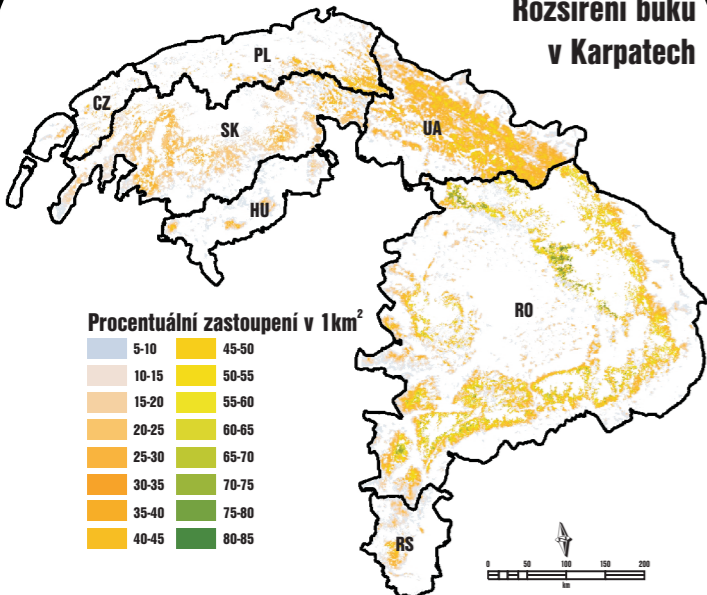 Rozšíření buku
v Karpatech
PL
CZ
SK
UA
HU
RO
RS
Procentuální zastoupení v 1km²
5-10 45-50
10-15 50-55
15-20 55-60
20-25 60-65
25-30 65-70
30-35 70-75
35-40 75-80
40-45 80-85
0 50 100 150 200
km